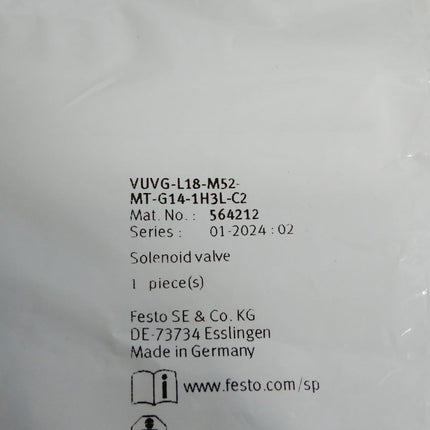 VUVG-L18-M52-
MT-G14-1H3L-C2
Mat. No.: 564212
Series: 01-2024:02
Solenoid valve
1 piece(s)
Festo SE & Co. KG
DE-73734 Esslingen
Made in Germany
www.festo.com/sp